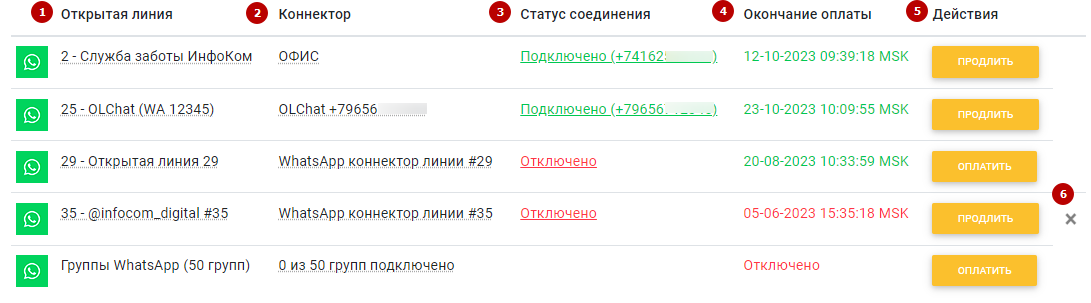 1 Открытая линия 2 Коннектор 3 Статус соединения 4 Окончание оплаты 5 Действия
2 - Служба заботы ИнфоКом ОФИС Подключено (+74162 ) 12-10-2023 09:39:18 MSK ПРОДЛИТЬ
25 - OLChat (WA 12345) OLChat +79656 Подключено (+7965 ) 23-10-2023 10:09:55 MSK ПРОДЛИТЬ
29 - Открытая линия 29 WhatsApp коннектор линии #29 Отключено 20-08-2023 10:33:59 MSK ОПЛАТИТЬ
6
35 - @infocom_digital #35 WhatsApp коннектор линии #35 Отключено 05-06-2023 15:35:18 MSK ПРОДЛИТЬ ×
Группы WhatsApp (50 групп) 0 из 50 групп подключено Отключено ОПЛАТИТЬ